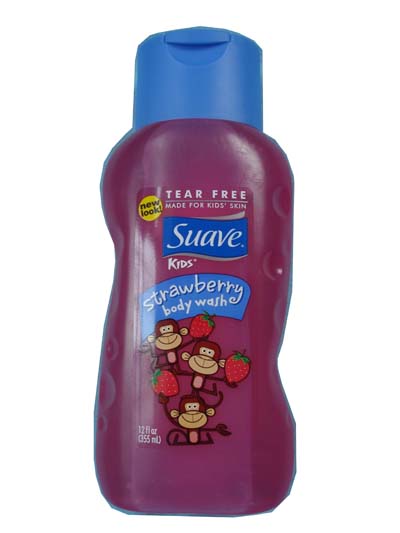 TEAR FREE
MADE FOR KIDS' SKIN
new
look!
Suave
KIDS
strawberry
body wash
12 fl oz
(355 mL)